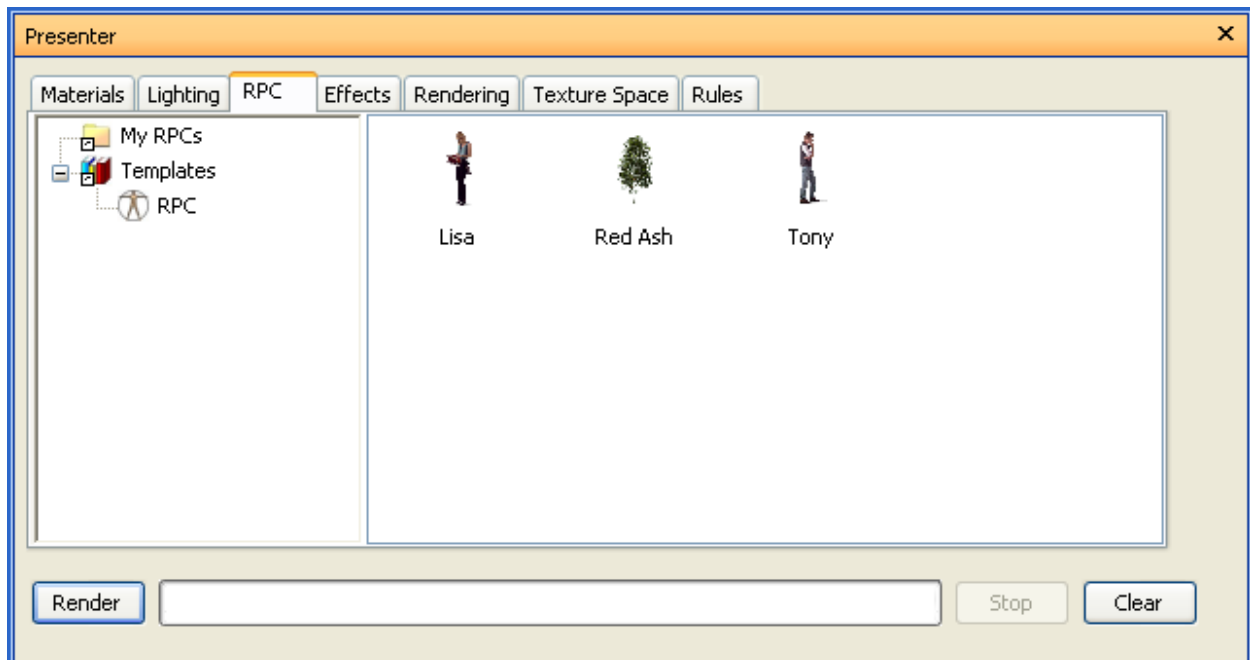 Presenter
Materials Lighting RPC Effects Rendering Texture Space Rules
My RPCs
Templates
RPC
Lisa Red Ash Tony
Render Stop Clear